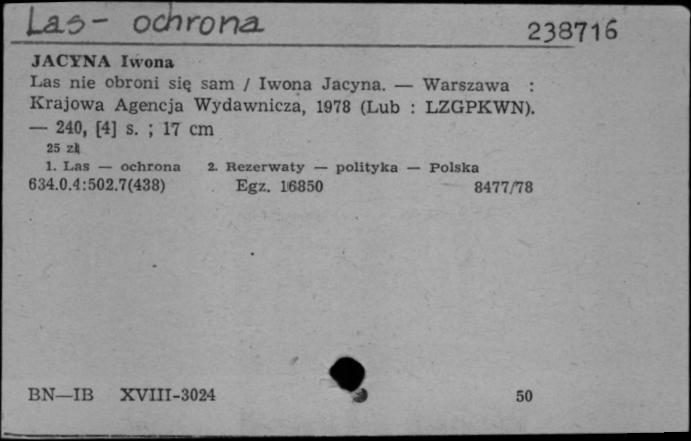 Las - ochrona
238716
JACYNA Iwona
Las nie obroni się sam / Iwona Jacyna. — Warszawa :
Krajowa Agencja Wydawnicza, 1978 (Lub : LZGPKWN).
— 240, [4] s. ; 17 cm
25 zł
1. Las — ochrona 2. Rezerwaty — polityka — Polska
634.0.4:502.7(438) Egz. 16850 8477/78
BN—IB XVIII-3024 50